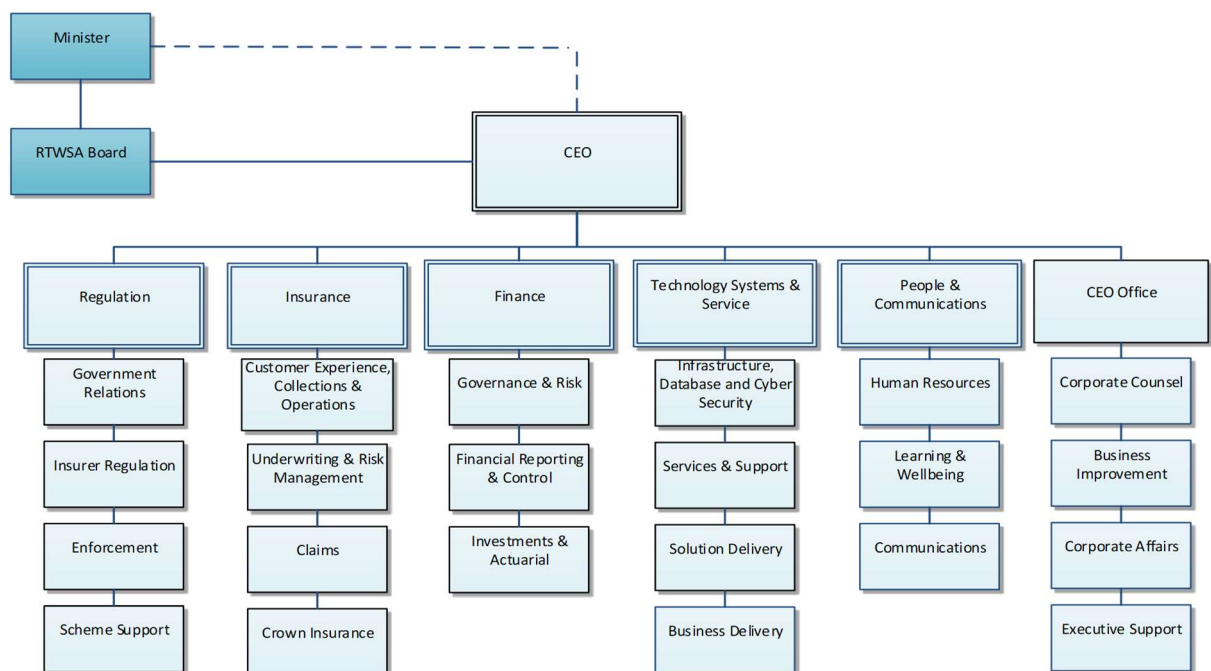 Minister
RTWSA Board
CEO
Regulation
Government
Relations
Insurer Regulation
Enforcement
Scheme Support
Insurance
Customer Experience,
Collections &
Operations
Underwriting & Risk
Management
Claims
Crown Insurance
Finance
Governance & Risk
Financial Reporting
& Control
Investments &
Actuarial
Technology Systems &
Service
Infrastructure,
Database and Cyber
Security
Services & Support
Solution Delivery
Business Delivery
People &
Communications
Human Resources
Learning &
Wellbeing
Communications
CEO Office
Corporate Counsel
Business
Improvement
Corporate Affairs
Executive Support